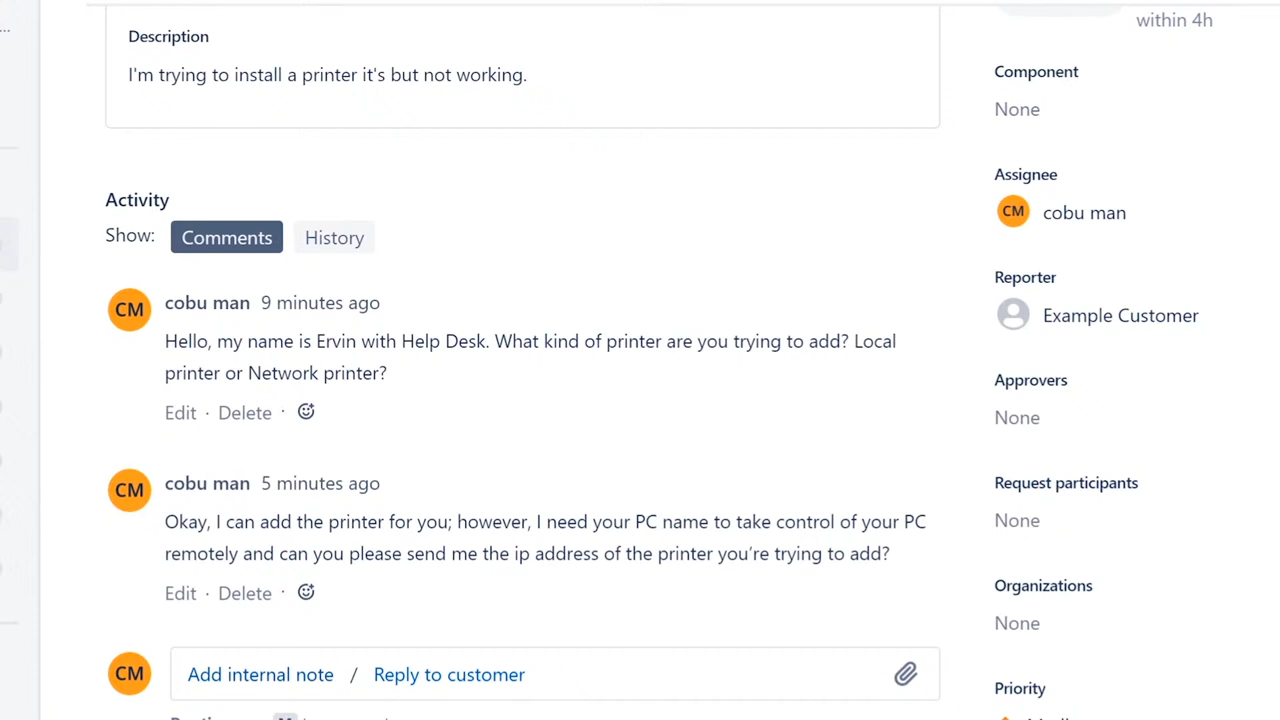 within 4h
Description
I'm trying to install a printer it's but not working.
Component
None
Assignee
CM cobu man
Activity
Show: Comments History
Reporter
Example Customer
CM cobu man 9 minutes ago
Hello, my name is Ervin with Help Desk. What kind of printer are you trying to add? Local
printer or Network printer?
Edit · Delete ·
Approvers
None
CM cobu man 5 minutes ago
Okay, I can add the printer for you; however, I need your PC name to take control of your PC
remotely and can you please send me the ip address of the printer you’re trying to add?
Edit · Delete ·
Request participants
None
Organizations
None
CM Add internal note / Reply to customer
Priority